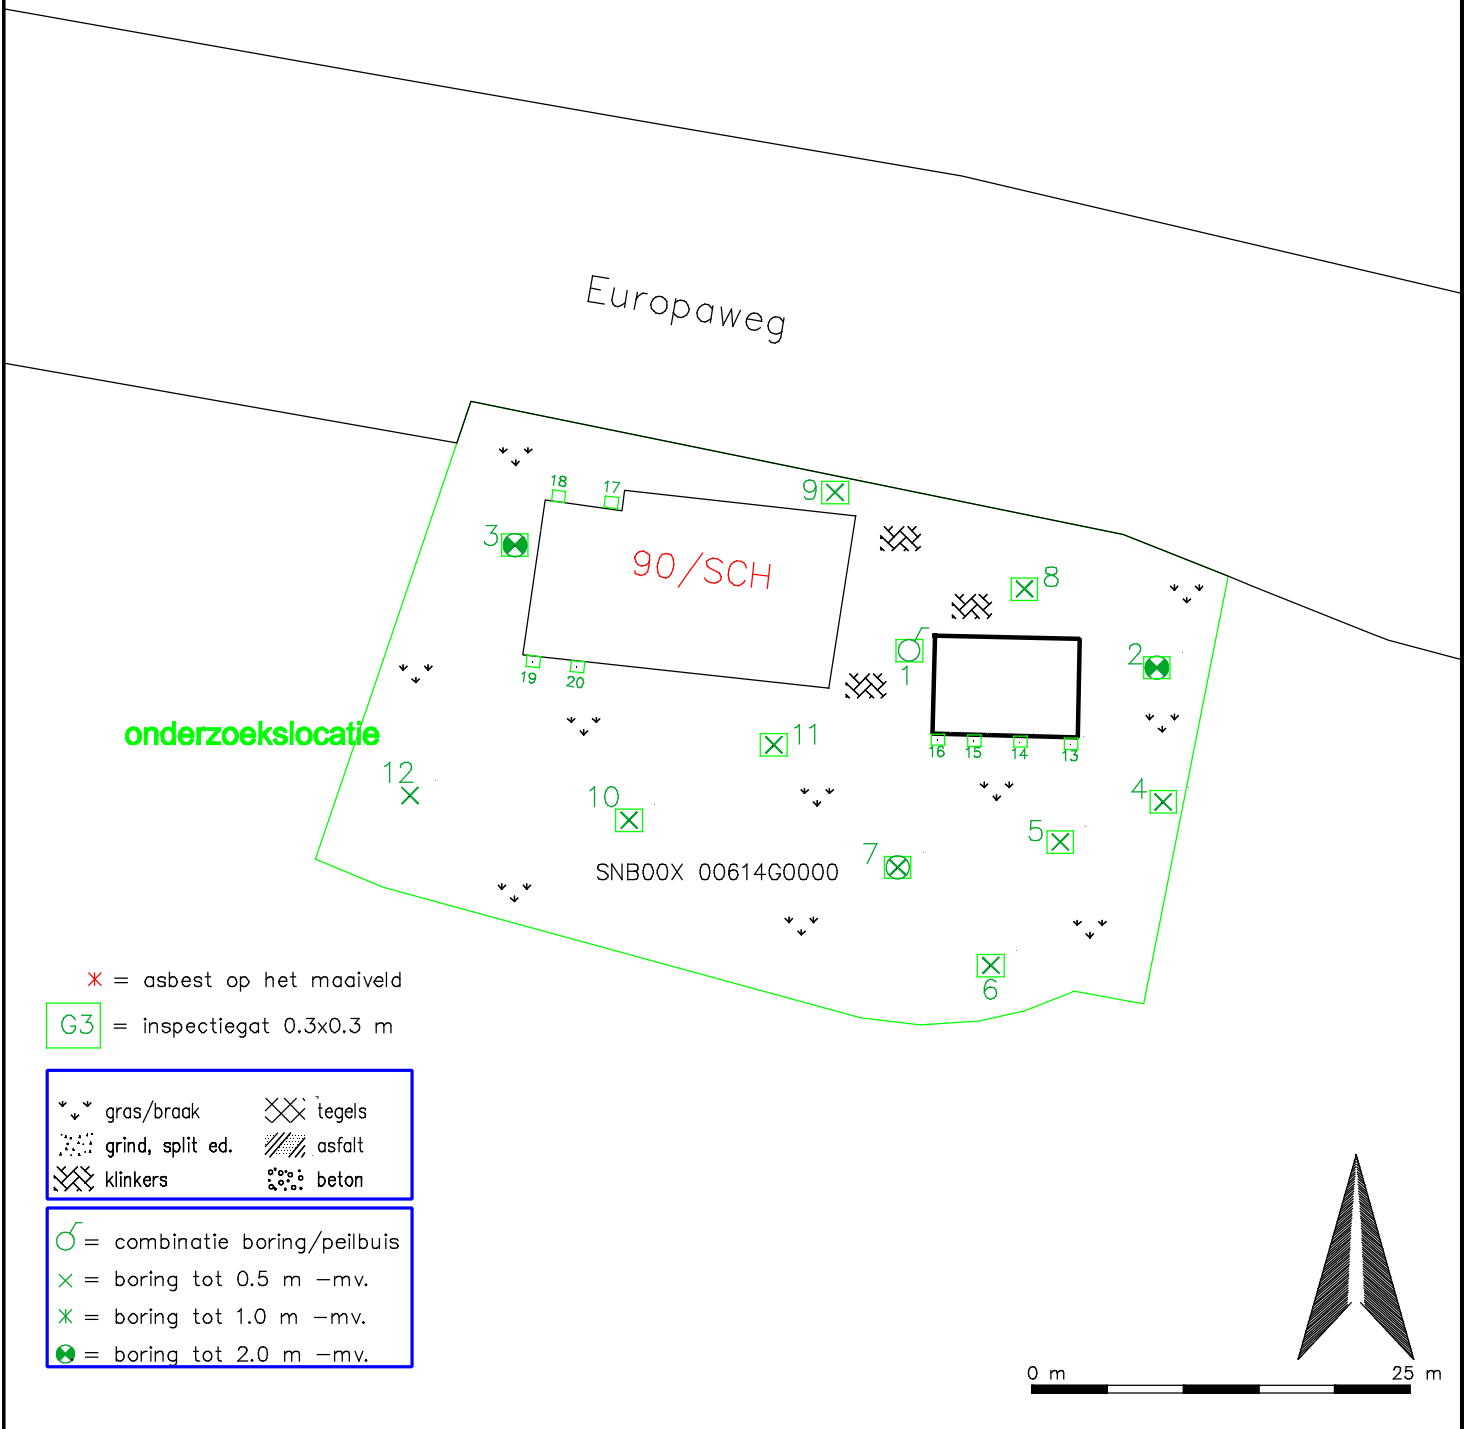 Europaweg
18
17
9
3
90/SCH
8
2
1
19
20
onderzoekslocatie
11
16
15
14
13
12
10
4
5
7
SNB00X 00614G0000
6
= asbest op het maaiveld
G3 = inspectiegat 0.3x0.3 m
gras/braak
tegels
grind, split ed.
asfalt
klinkers
beton
= combinatie boring/peilbuis
= boring tot 0.5 m -mv.
= boring tot 1.0 m -mv.
= boring tot 2.0 m -mv.
0 m
25 m